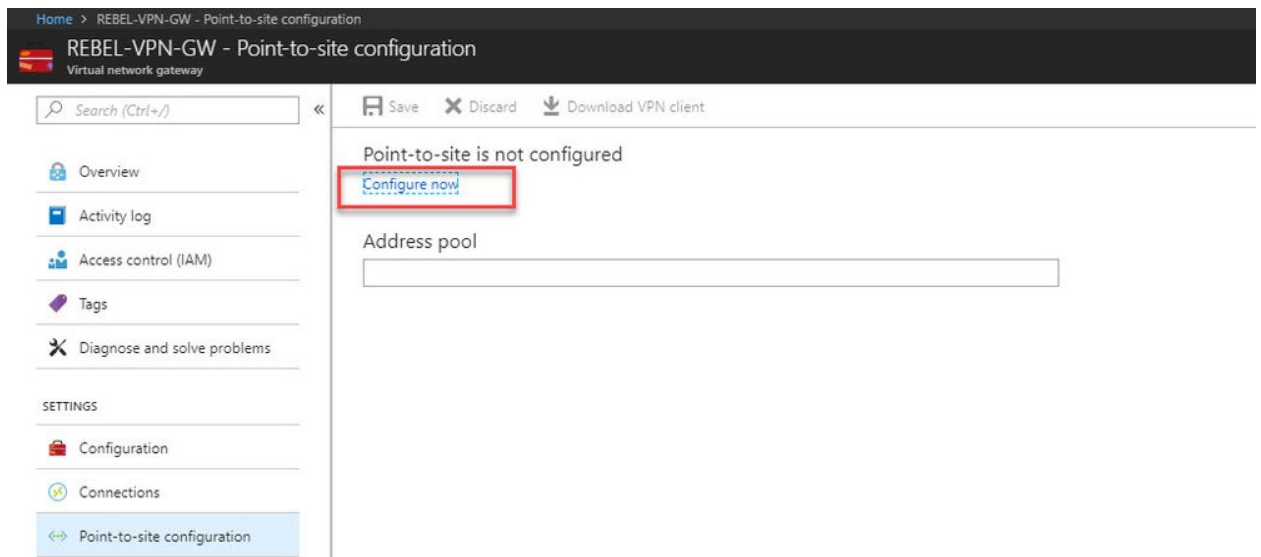 Home > REBEL-VPN-GW - Point-to-site configuration
REBEL-VPN-GW - Point-to-site configuration
Virtual network gateway
Search (Ctrl+/)
«
Save
Discard
Download VPN client
Overview
Activity log
Access control (IAM)
Tags
Diagnose and solve problems
SETTINGS
Configuration
Connections
Point-to-site configuration
Point-to-site is not configured
Configure now
Address pool